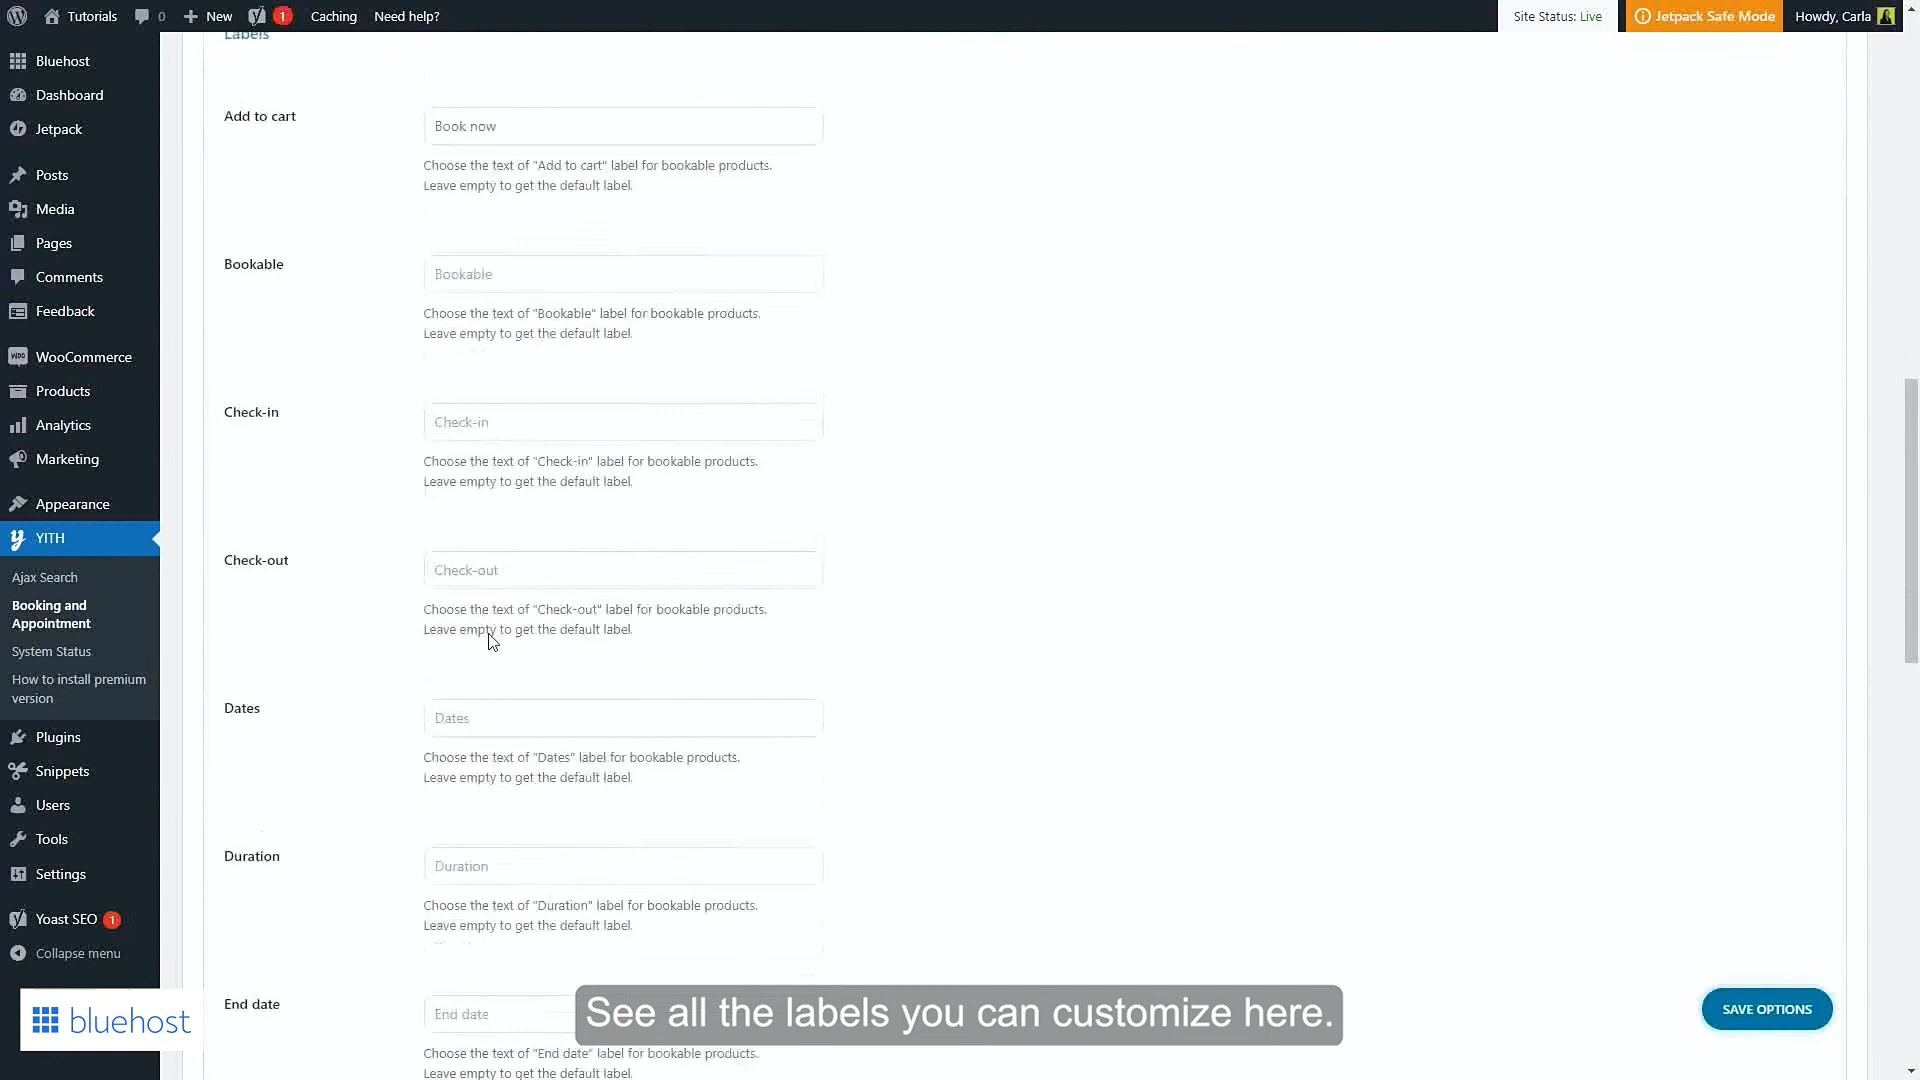 Tutorials
0
New
1
Caching
Need help?
Site Status: Live
Jetpack Safe Mode
Howdy, Carla
Bluehost
Dashboard
Jetpack
Posts
Media
Pages
Comments
Feedback
WooCommerce
Products
Analytics
Marketing
Appearance
YITH
Ajax Search
Booking and
Appointment
System Status
How to install premium
version
Plugins
Snippets
Users
Tools
Settings
Yoast SEO 1
Collapse menu
bluehost
Labels
Add to cart
Book now
Choose the text of "Add to cart" label for bookable products.
Leave empty to get the default label.
Bookable
Bookable
Choose the text of "Bookable" label for bookable products.
Leave empty to get the default label.
Check-in
Check-in
Choose the text of "Check-in" label for bookable products.
Leave empty to get the default label.
Check-out
Check-out
Choose the text of "Check-out" label for bookable products.
Leave empty to get the default label.
Dates
Dates
Choose the text of "Dates" label for bookable products.
Leave empty to get the default label.
Duration
Duration
Choose the text of "Duration" label for bookable products.
Leave empty to get the default label.
End date
End date
Choose the text of "End date" label for bookable products.
Leave empty to get the default label.
See all the labels you can customize here.
SAVE OPTIONS